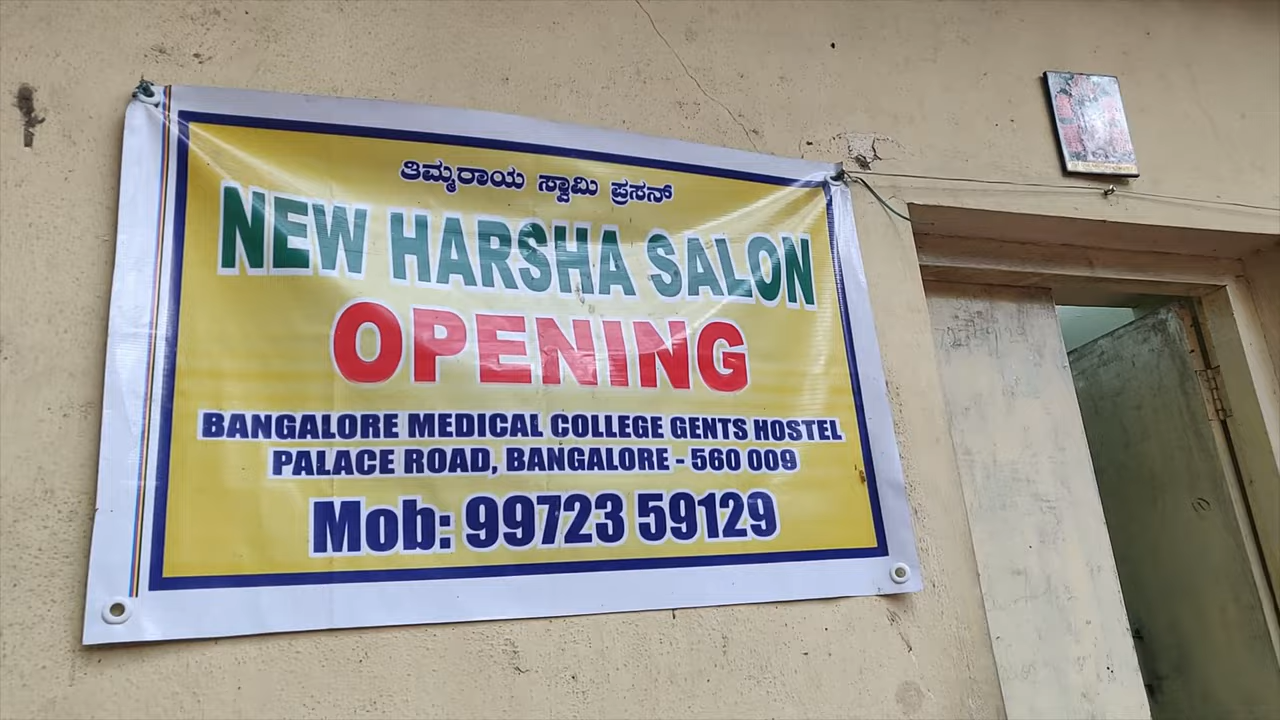 ತಿಮ್ಮರಾಯ ಸ್ವಾಮಿ ಪ್ರಸನ್
NEW HARSHA SALON
OPENING
BANGALORE MEDICAL COLLEGE GENTS HOSTEL
PALACE ROAD, BANGALORE - 560 009
Mob: 99723 59129